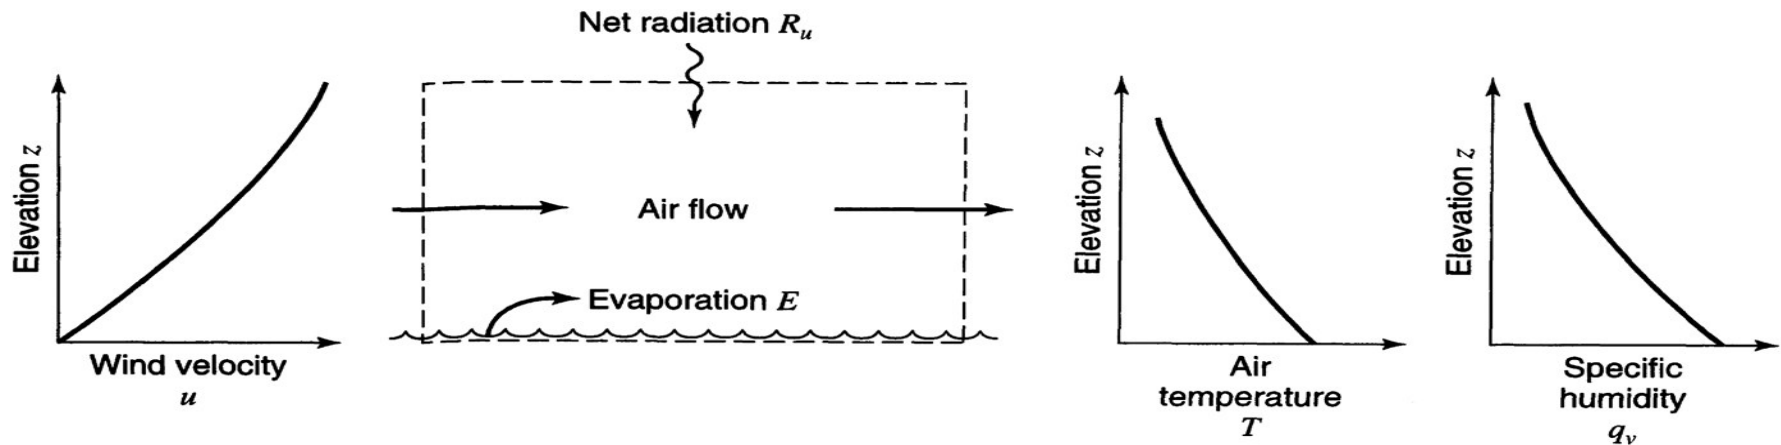 Net radiation R_u
Elevation z
Wind velocity
u
Air flow
Evaporation E
Elevation z
Air
temperature
T
Elevation z
Specific
humidity
q_v